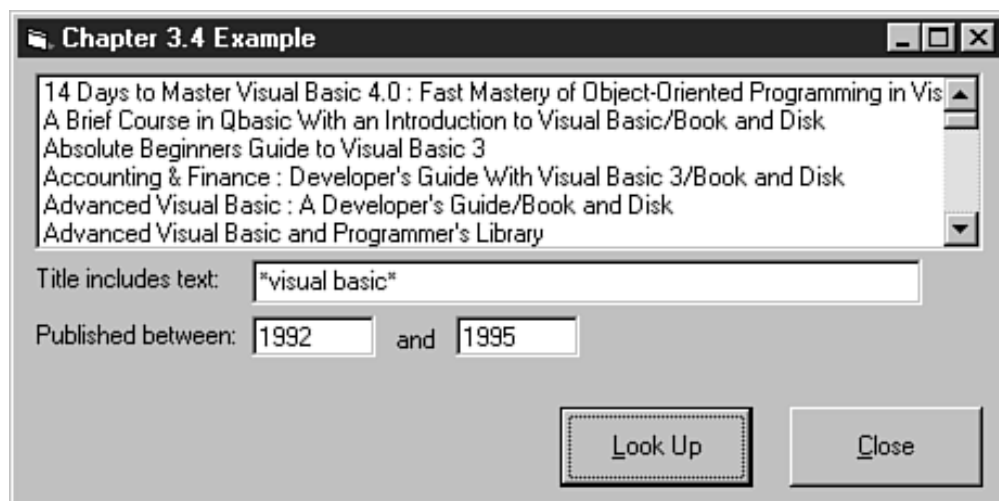 Chapter 3.4 Example
14 Days to Master Visual Basic 4.0 : Fast Mastery of Object-Oriented Programming in Vis
A Brief Course in Qbasic With an Introduction to Visual Basic/Book and Disk
Absolute Beginners Guide to Visual Basic 3
Accounting & Finance : Developer's Guide With Visual Basic 3/Book and Disk
Advanced Visual Basic : A Developer's Guide/Book and Disk
Advanced Visual Basic and Programmer's Library
Title includes text: *visual basic*
Published between: 1992 and 1995
Look Up Close